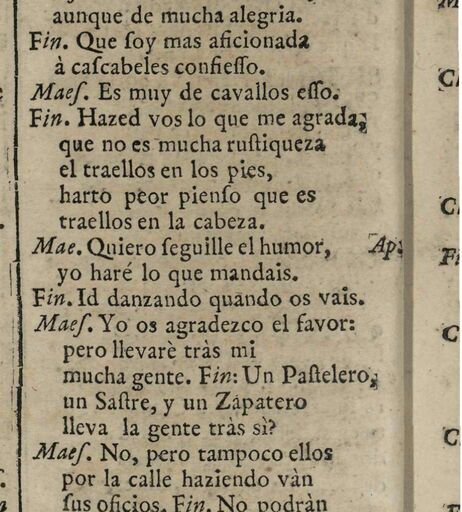 aunque de mucha alegria.
Fin. Que ſoy mas aficionada
à caſcabeles confieſſo.
Maeſ. Es muy de cavallos eſſo.
Fin. Hazed vos lo que me agrada;
que no es mucha ruſtiqueza
el traellos en los pies,
harto peor pienſo que es
traellos en la cabeza.
Mae. Quiero ſeguille el humor, Ap.
yo haré lo que mandais.
Fin. Id danzando quando os vais.
Maeſ. Yo os agradezco el favor:
pero llevarè tràs mi
mucha gente. Fin: Un Paſtelero,
un Saſtre, y un Zapatero
lleva la gente tràs sì?
Maeſ. No, pero tampoco ellos
por la calle haziendo vàn
ſus oficios. Fin. No podràn